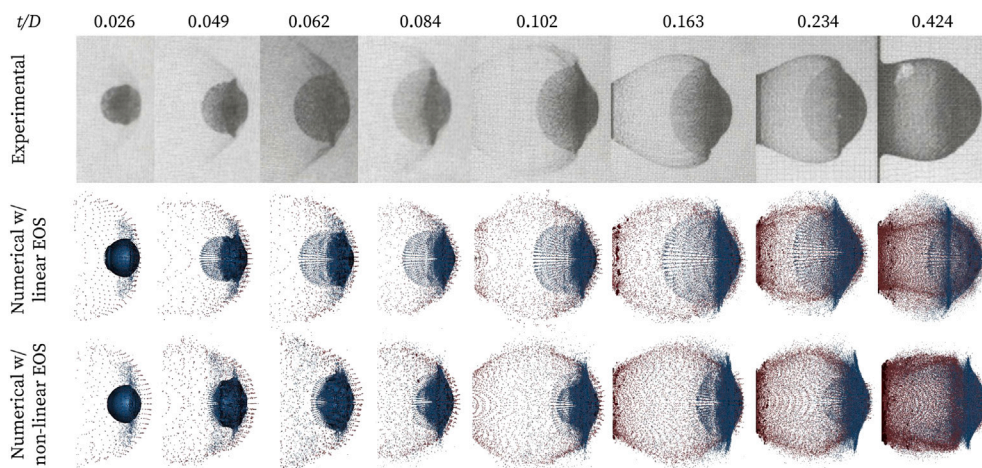 t/D 0.026 0.049 0.062 0.084 0.102 0.163 0.234 0.424
Experimental
Numerical w/
linear EOS
Numerical w/
non-linear EOS